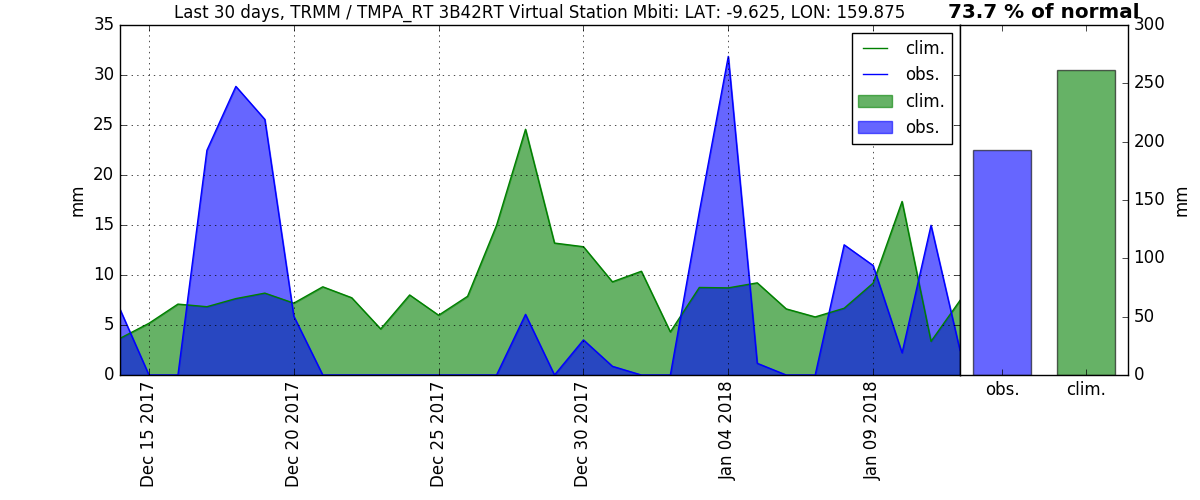 Last 30 days, TRMM / TMPA_RT 3B42RT Virtual Station Mbiti: LAT: -9.625, LON: 159.875
73.7 % of normal
35
30
25
20
15
10
5
0
mm
clim.
obs.
clim.
obs.
Dec 15 2017
Dec 20 2017
Dec 25 2017
Dec 30 2017
Jan 04 2018
Jan 09 2018
300
250
200
150
100
50
0
mm
obs.
clim.